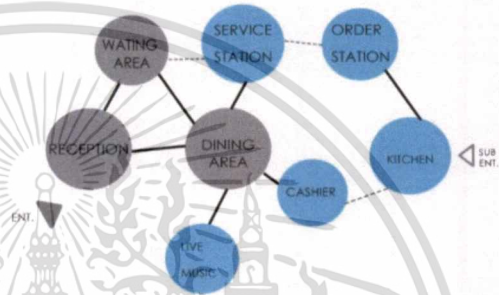 WATING
AREA
SERVICE
STATION
ORDER
STATION
RECEPTION
DINING
AREA
KITCHEN
SUB
ENT.
CASHIER
ENT.
LIVE
MUSIC